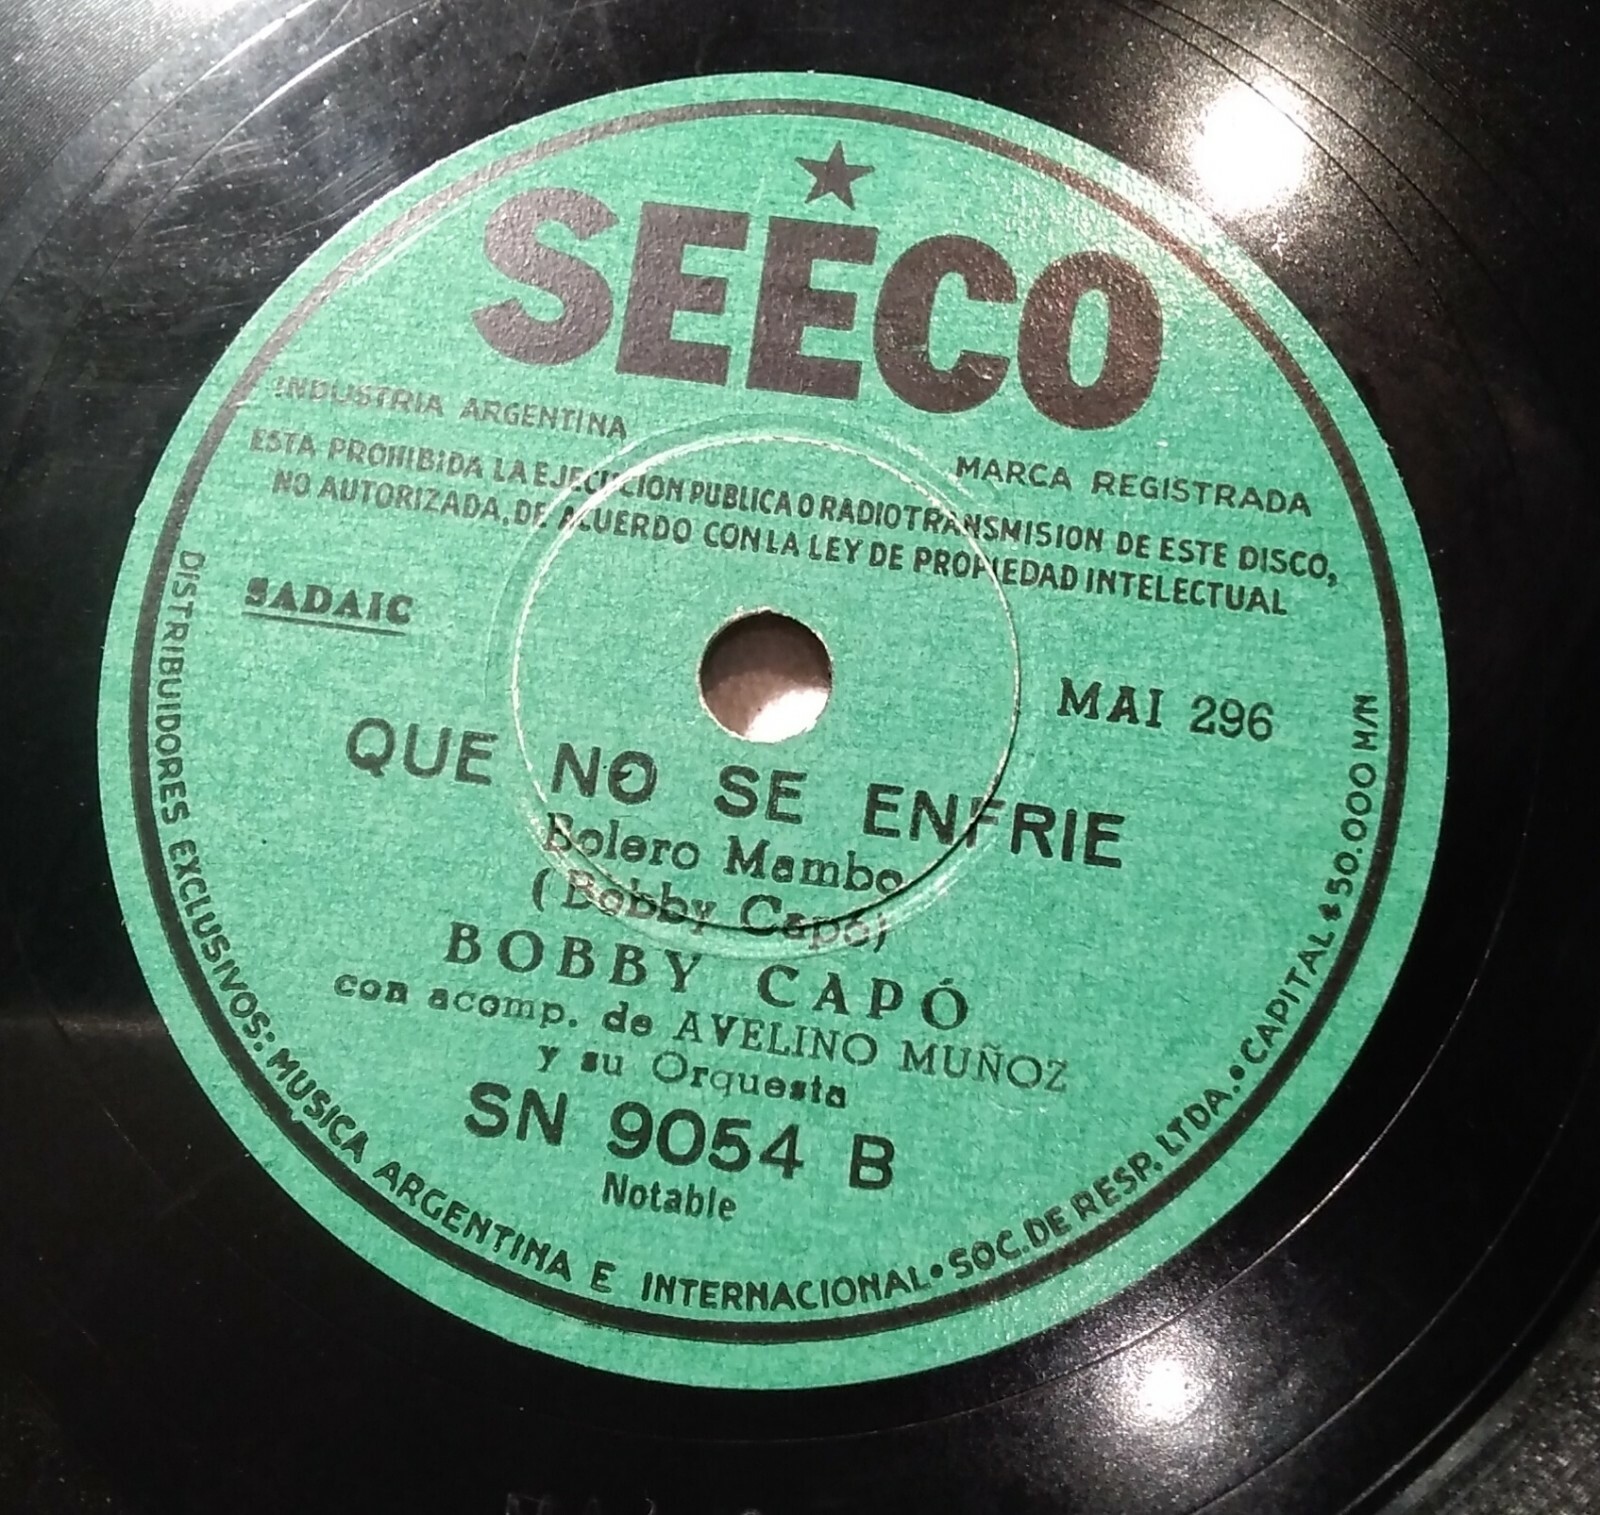 SEECO
INDUSTRIA ARGENTINA
MARCA REGISTRADA
ESTA PROHIBIDA LA EJECUCION PUBLICA O RADIOTRANSMISION DE ESTE DISCO,
NO AUTORIZADA, DE ACUERDO CON LA LEY DE PROPIEDAD INTELECTUAL
SADAIC
MAI 296
QUE NO SE ENFRIE
Bolero Mambo
(Bobby Capó)
BOBBY CAPÓ
con acomp. de AVELINO MUÑOZ
y su Orquesta
SN 9054 B
Notable
DISTRIBUIDORES EXCLUSIVOS: MUSICA ARGENTINA E INTERNACIONAL • SOC. DE RESP. LTDA. • CAPITAL $ 50.000 M/N